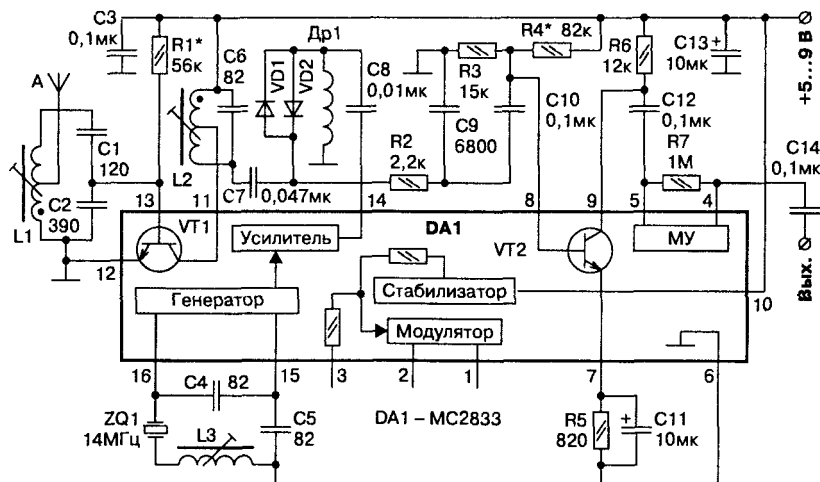 C3
0,1мк
R1*
56к
C6
82
Др1
VD1
VD2
C8
0,01мк
R4* 82к
R3
15к
C9
6800
C10
0,1мк
R6
12к
C13
+
10мк
+5...9 В
A
C1
120
C2
390
L1
L2
C7
0,047мк
R2
2,2к
C12
0,1мк
R7
1М
C14
0,1мк
Вых.
13
11
14
8
9
5
4
12
VT1
Усилитель
DA1
VT2
МУ
10
Генератор
Стабилизатор
Модулятор
16
15
3
2
1
7
6
C4
82
ZQ1
14МГц
L3
C5
82
DA1 – MC2833
R5
820
+
C11
10мк